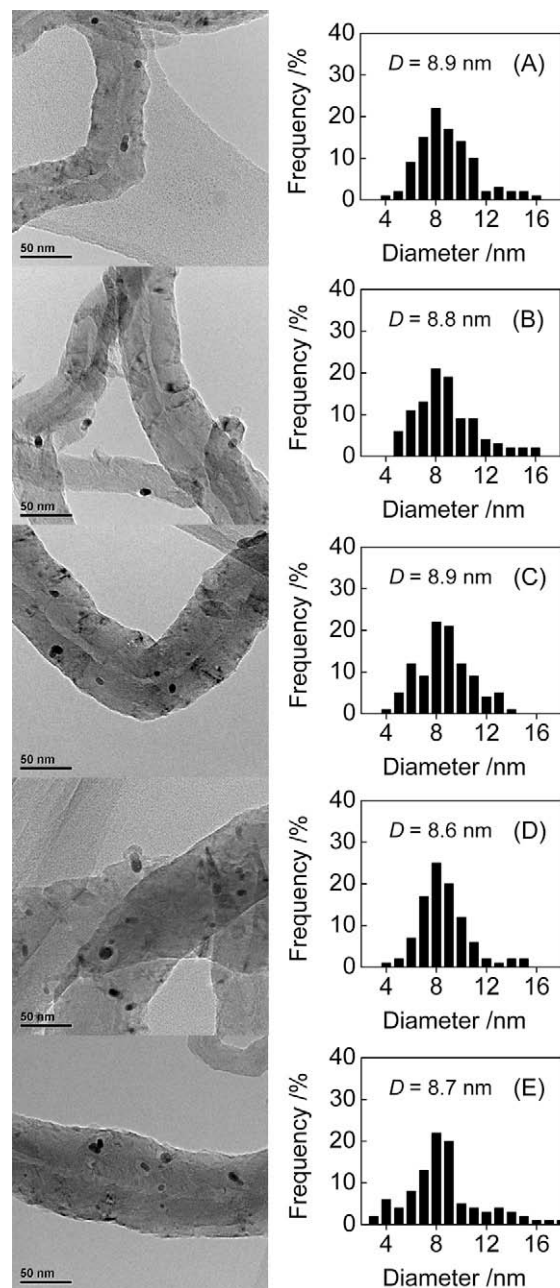 50 nm
40
30
20
10
0
Frequency /%
D = 8.9 nm (A)
4 8 12 16
Diameter /nm
50 nm
40
30
20
10
0
Frequency /%
D = 8.8 nm (B)
4 8 12 16
Diameter /nm
50 nm
40
30
20
10
0
Frequency /%
D = 8.9 nm (C)
4 8 12 16
Diameter /nm
50 nm
40
30
20
10
0
Frequency /%
D = 8.6 nm (D)
4 8 12 16
Diameter /nm
50 nm
40
30
20
10
0
Frequency /%
D = 8.7 nm (E)
4 8 12 16
Diameter /nm